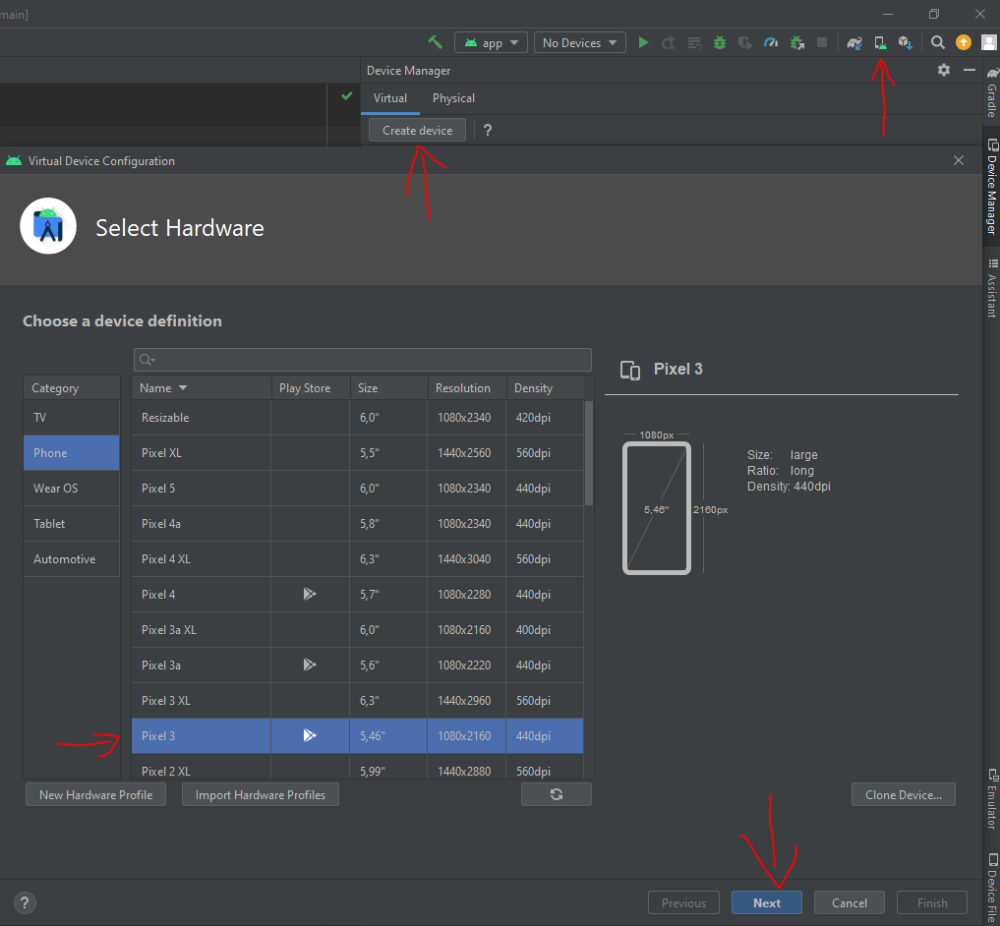 main]
app
No Devices
Device Manager
Virtual
Physical
Create device
?
Virtual Device Configuration
Select Hardware
Choose a device definition
Category
TV
Phone
Wear OS
Tablet
Automotive
Name Play Store Size Resolution Density
Resizable 6,0" 1080x2340 420dpi
Pixel XL 5,5" 1440x2560 560dpi
Pixel 5 6,0" 1080x2340 440dpi
Pixel 4a 5,8" 1080x2340 440dpi
Pixel 4 XL 6,3" 1440x3040 560dpi
Pixel 4 5,7" 1080x2280 440dpi
Pixel 3a XL 6,0" 1080x2160 400dpi
Pixel 3a 5,6" 1080x2220 440dpi
Pixel 3 XL 6,3" 1440x2960 560dpi
Pixel 3 5,46" 1080x2160 440dpi
Pixel 2 XL 5,99" 1440x2880 560dpi
Pixel 3
1080px
5,46"
2160px
Size: large
Ratio: long
Density: 440dpi
New Hardware Profile
Import Hardware Profiles
Clone Device...
?
Previous
Next
Cancel
Finish
Gradle
Device Manager
Assistant
Emulator
Device File